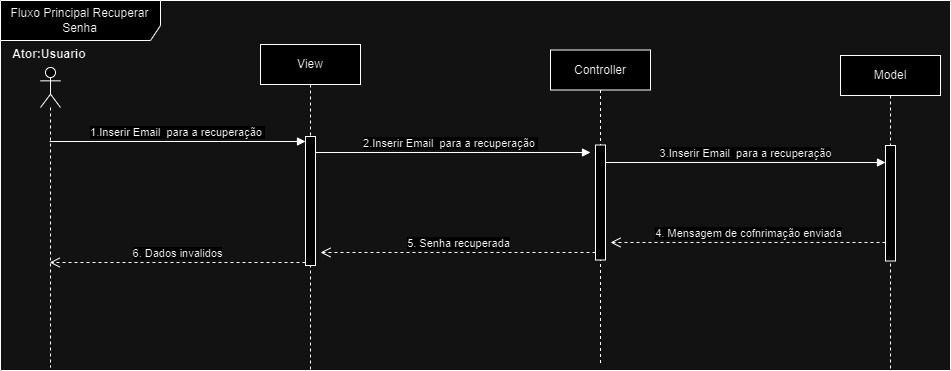 Fluxo Principal Recuperar
Senha
Ator:Usuario
View
Controller
Model
1.Inserir Email para a recuperação
2.Inserir Email para a recuperação
3.Inserir Email para a recuperação
4. Mensagem de cofnrimação enviada
5. Senha recuperada
6. Dados invalidos